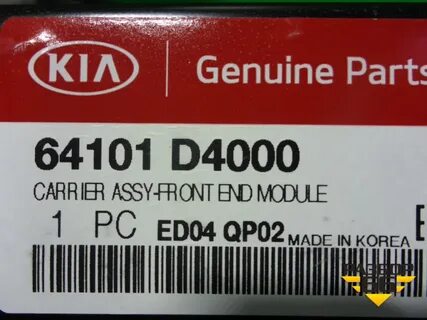 KIA Genuine Parts
64101 D4000
CARRIER ASSY-FRONT END MODULE
1 PC ED04 QP02 MADE IN KOREA E